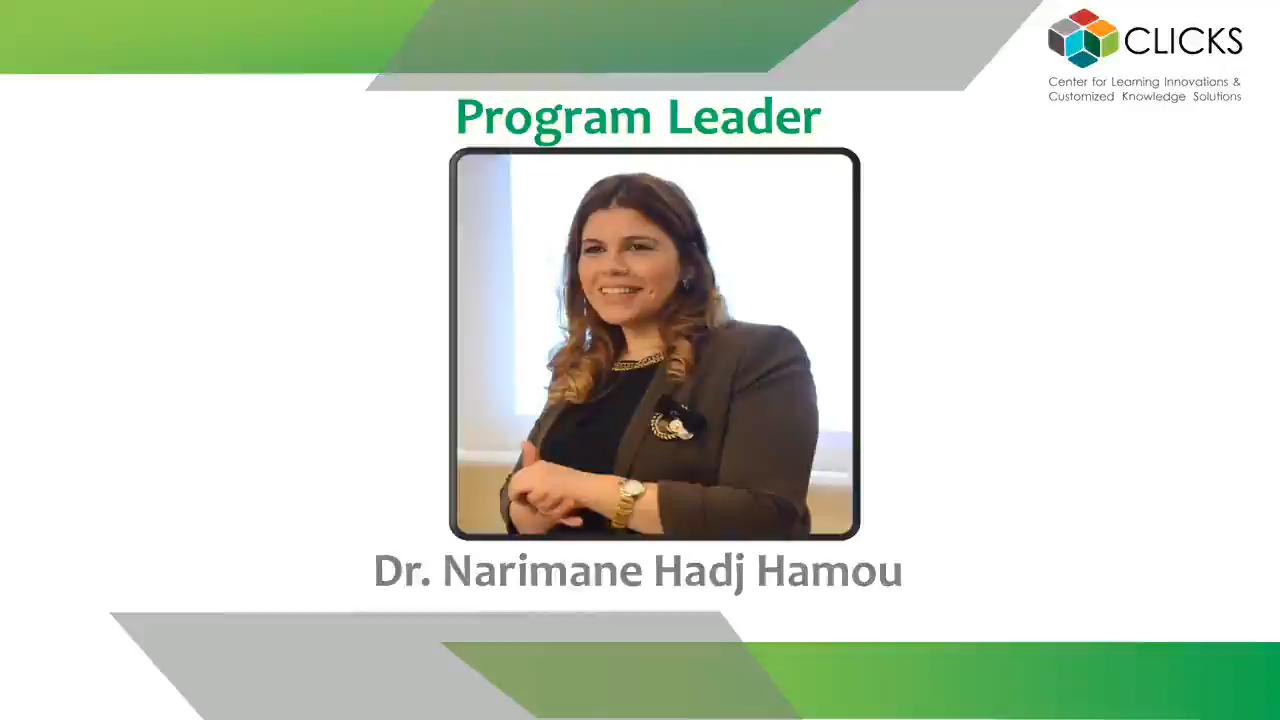 CLICKS
Center for Learning Innovations &
Customized Knowledge Solutions
Program Leader
Dr. Narimane Hadj Hamou